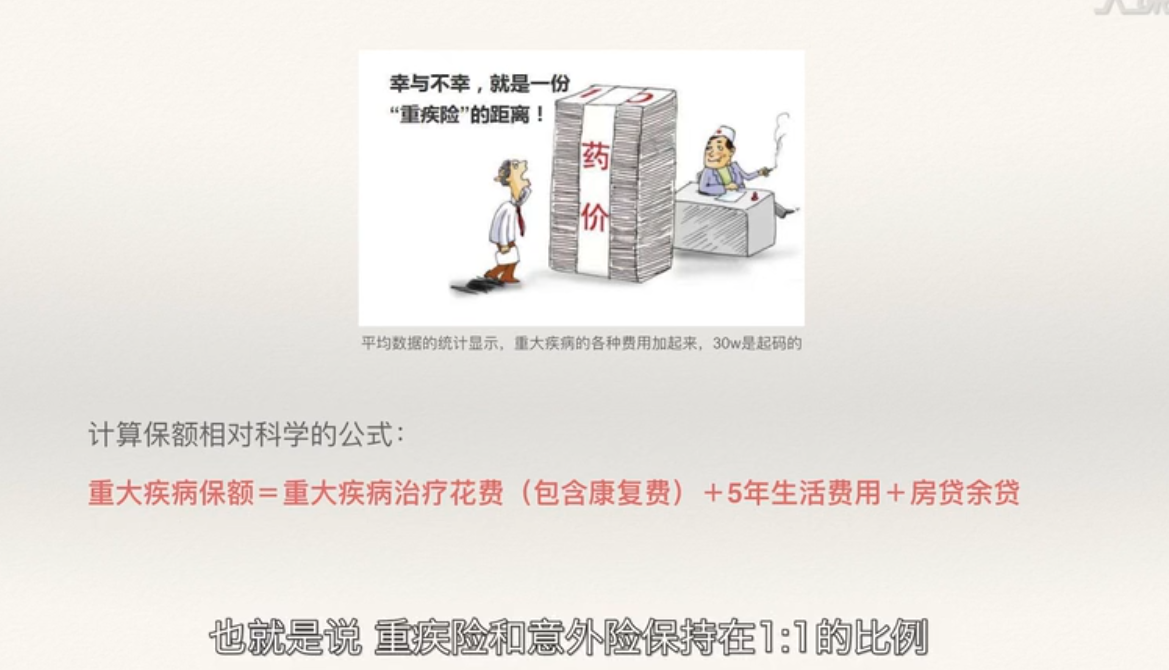 幸与不幸，就是一份
“重疾险”的距离！
药
价
平均数据的统计显示，重大疾病的各种费用加起来，30w是起码的
计算保额相对科学的公式：
重大疾病保额＝重大疾病治疗花费（包含康复费）＋5年生活费用＋房贷余贷
也就是说 重疾险和意外险保持在1:1的比例